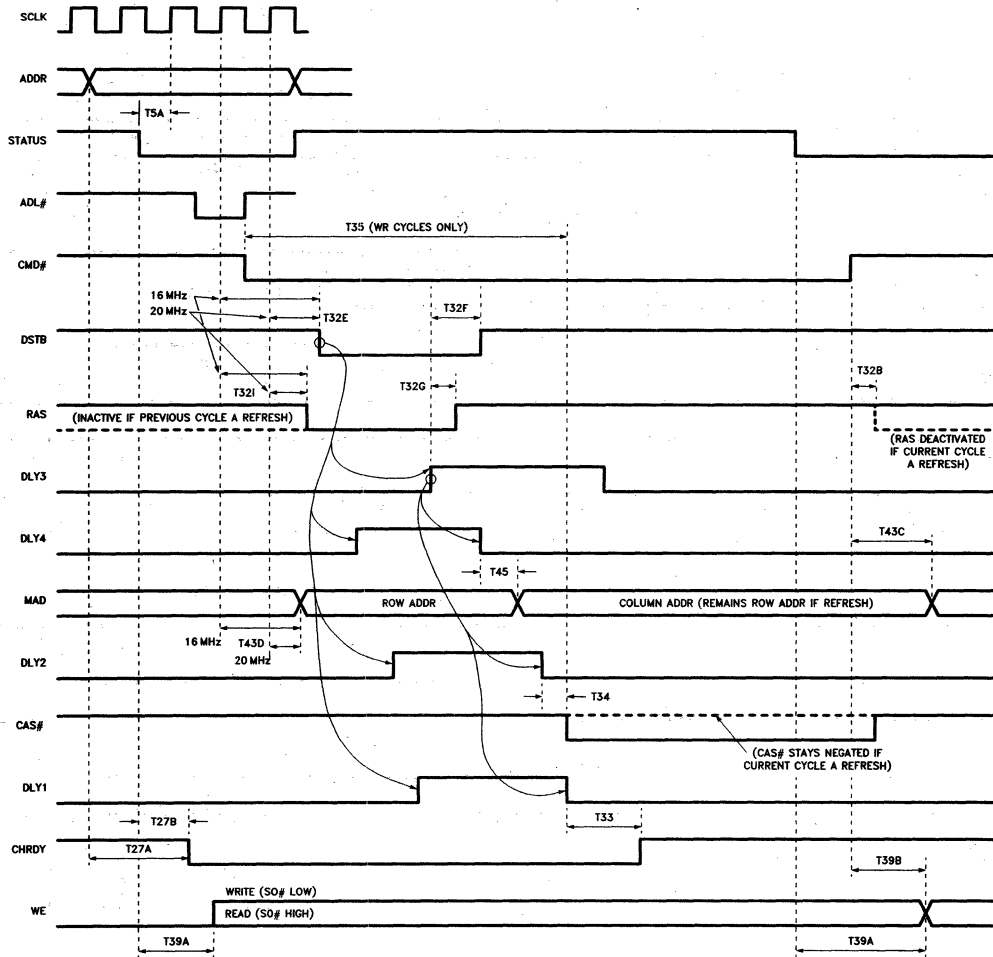 SCLK
ADDR
T5A
STATUS
ADL#
T35 (WR CYCLES ONLY)
CMD#
16 MHz
20 MHz
T32E
T32F
DSTB
T32I
T32G
T32B
RAS
(INACTIVE IF PREVIOUS CYCLE A REFRESH)
(RAS DEACTIVATED
IF CURRENT CYCLE
A REFRESH)
DLY3
DLY4
T43C
T45
MAD
ROW ADDR
COLUMN ADDR (REMAINS ROW ADDR IF REFRESH)
16 MHz
T43D
20 MHz
DLY2
T34
CAS#
(CAS# STAYS NEGATED IF
CURRENT CYCLE A REFRESH)
DLY1
T27B
T33
CHRDY
T27A
T39B
WRITE (SO# LOW)
WE
READ (SO# HIGH)
T39A
T39A